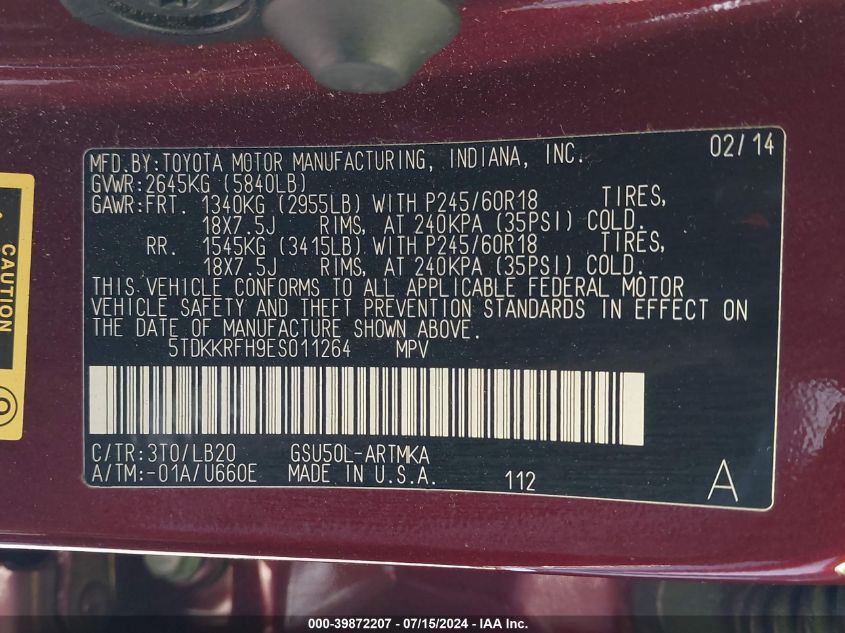 MFD.BY:TOYOTA MOTOR MANUFACTURING, INDIANA, INC. 02/14
GVWR:2645KG (5840LB)
GAWR:FRT. 1340KG (2955LB) WITH P245/60R18 TIRES,
18X7.5J RIMS, AT 240KPA (35PSI) COLD.
RR. 1545KG (3415LB) WITH P245/60R18 TIRES,
18X7.5J RIMS, AT 240KPA (35PSI) COLD.
THIS VEHICLE CONFORMS TO ALL APPLICABLE FEDERAL MOTOR
VEHICLE SAFETY AND THEFT PREVENTION STANDARDS IN EFFECT ON
THE DATE OF MANUFACTURE SHOWN ABOVE.
5TDKKRFH9ES011264 MPV
C/TR:3T0/LB20 GSU50L-ARTMKA
A/TM:-01A/U660E MADE IN U.S.A. 112 A
CAUTION
000-39872207 - 07/15/2024 - IAA Inc.